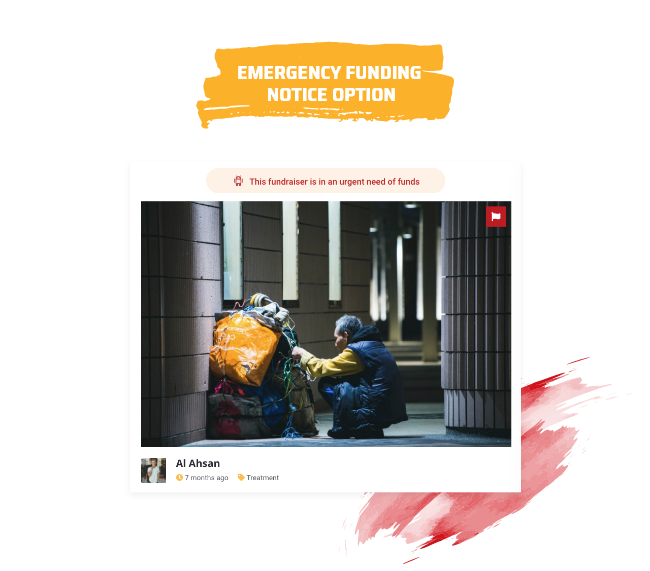 EMERGENCY FUNDING
NOTICE OPTION
This fundraiser is in an urgent need of funds
Al Ahsan
7 months ago Treatment